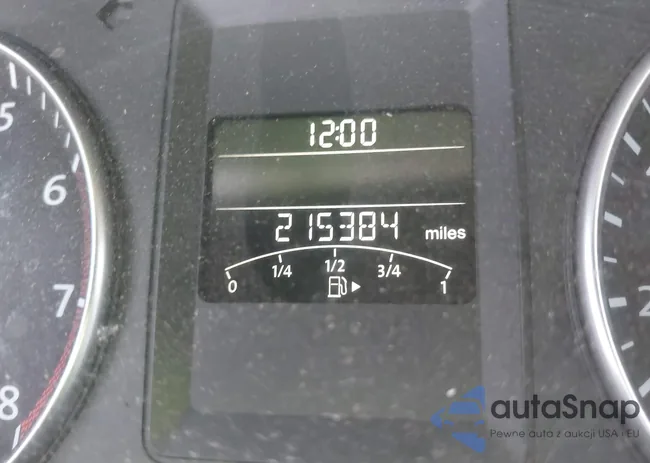 5
6
7
8
12:00
215384 miles
0 1/4 1/2 3/4 1
2
autaSnap
Pewne auta z aukcji USA i EU